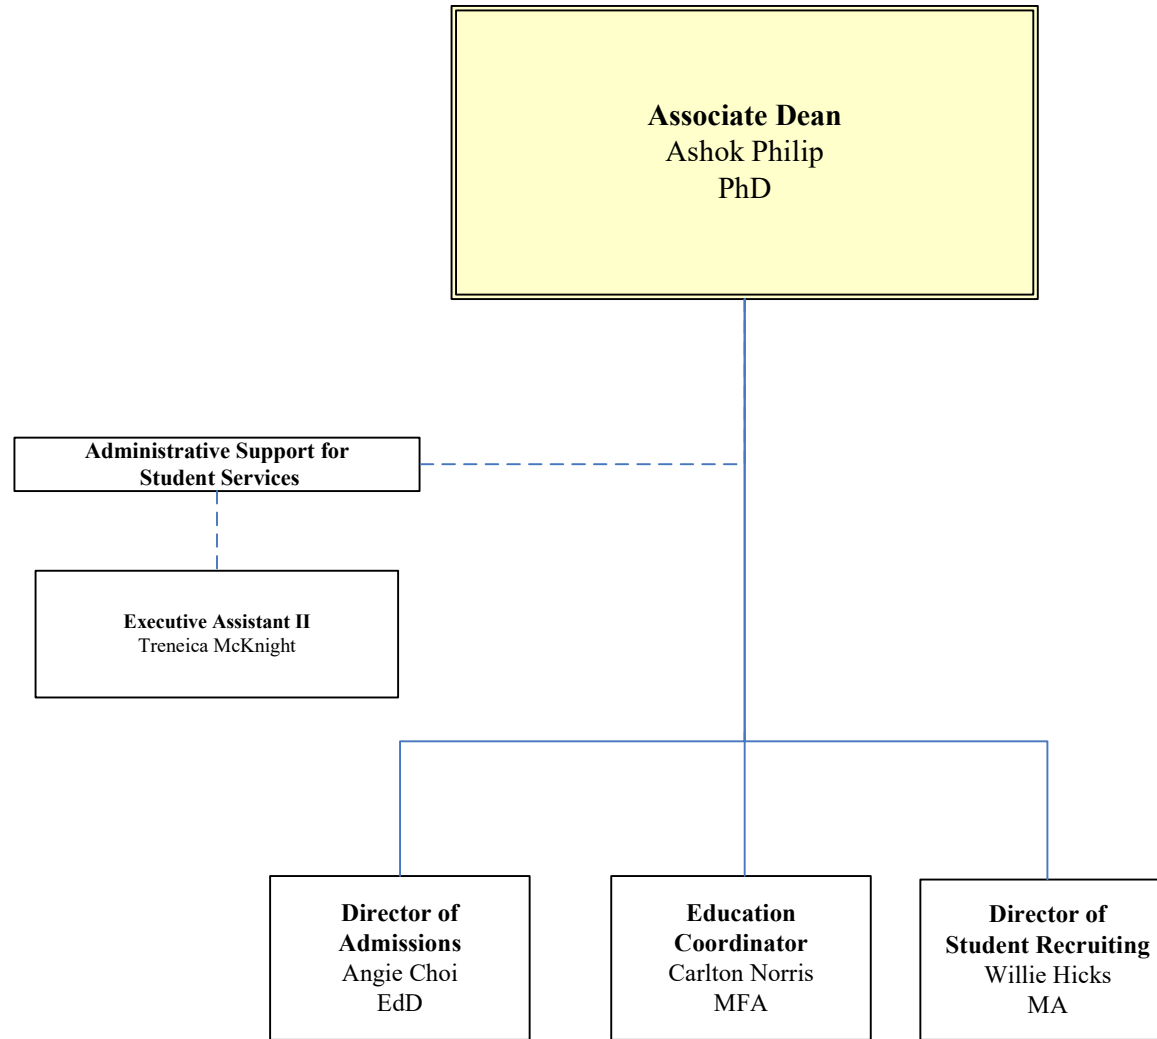 Associate Dean
Ashok Philip
PhD
Administrative Support for
Student Services
Executive Assistant II
Treneica McKnight
Director of
Admissions
Angie Choi
EdD
Education
Coordinator
Carlton Norris
MFA
Director of
Student Recruiting
Willie Hicks
MA